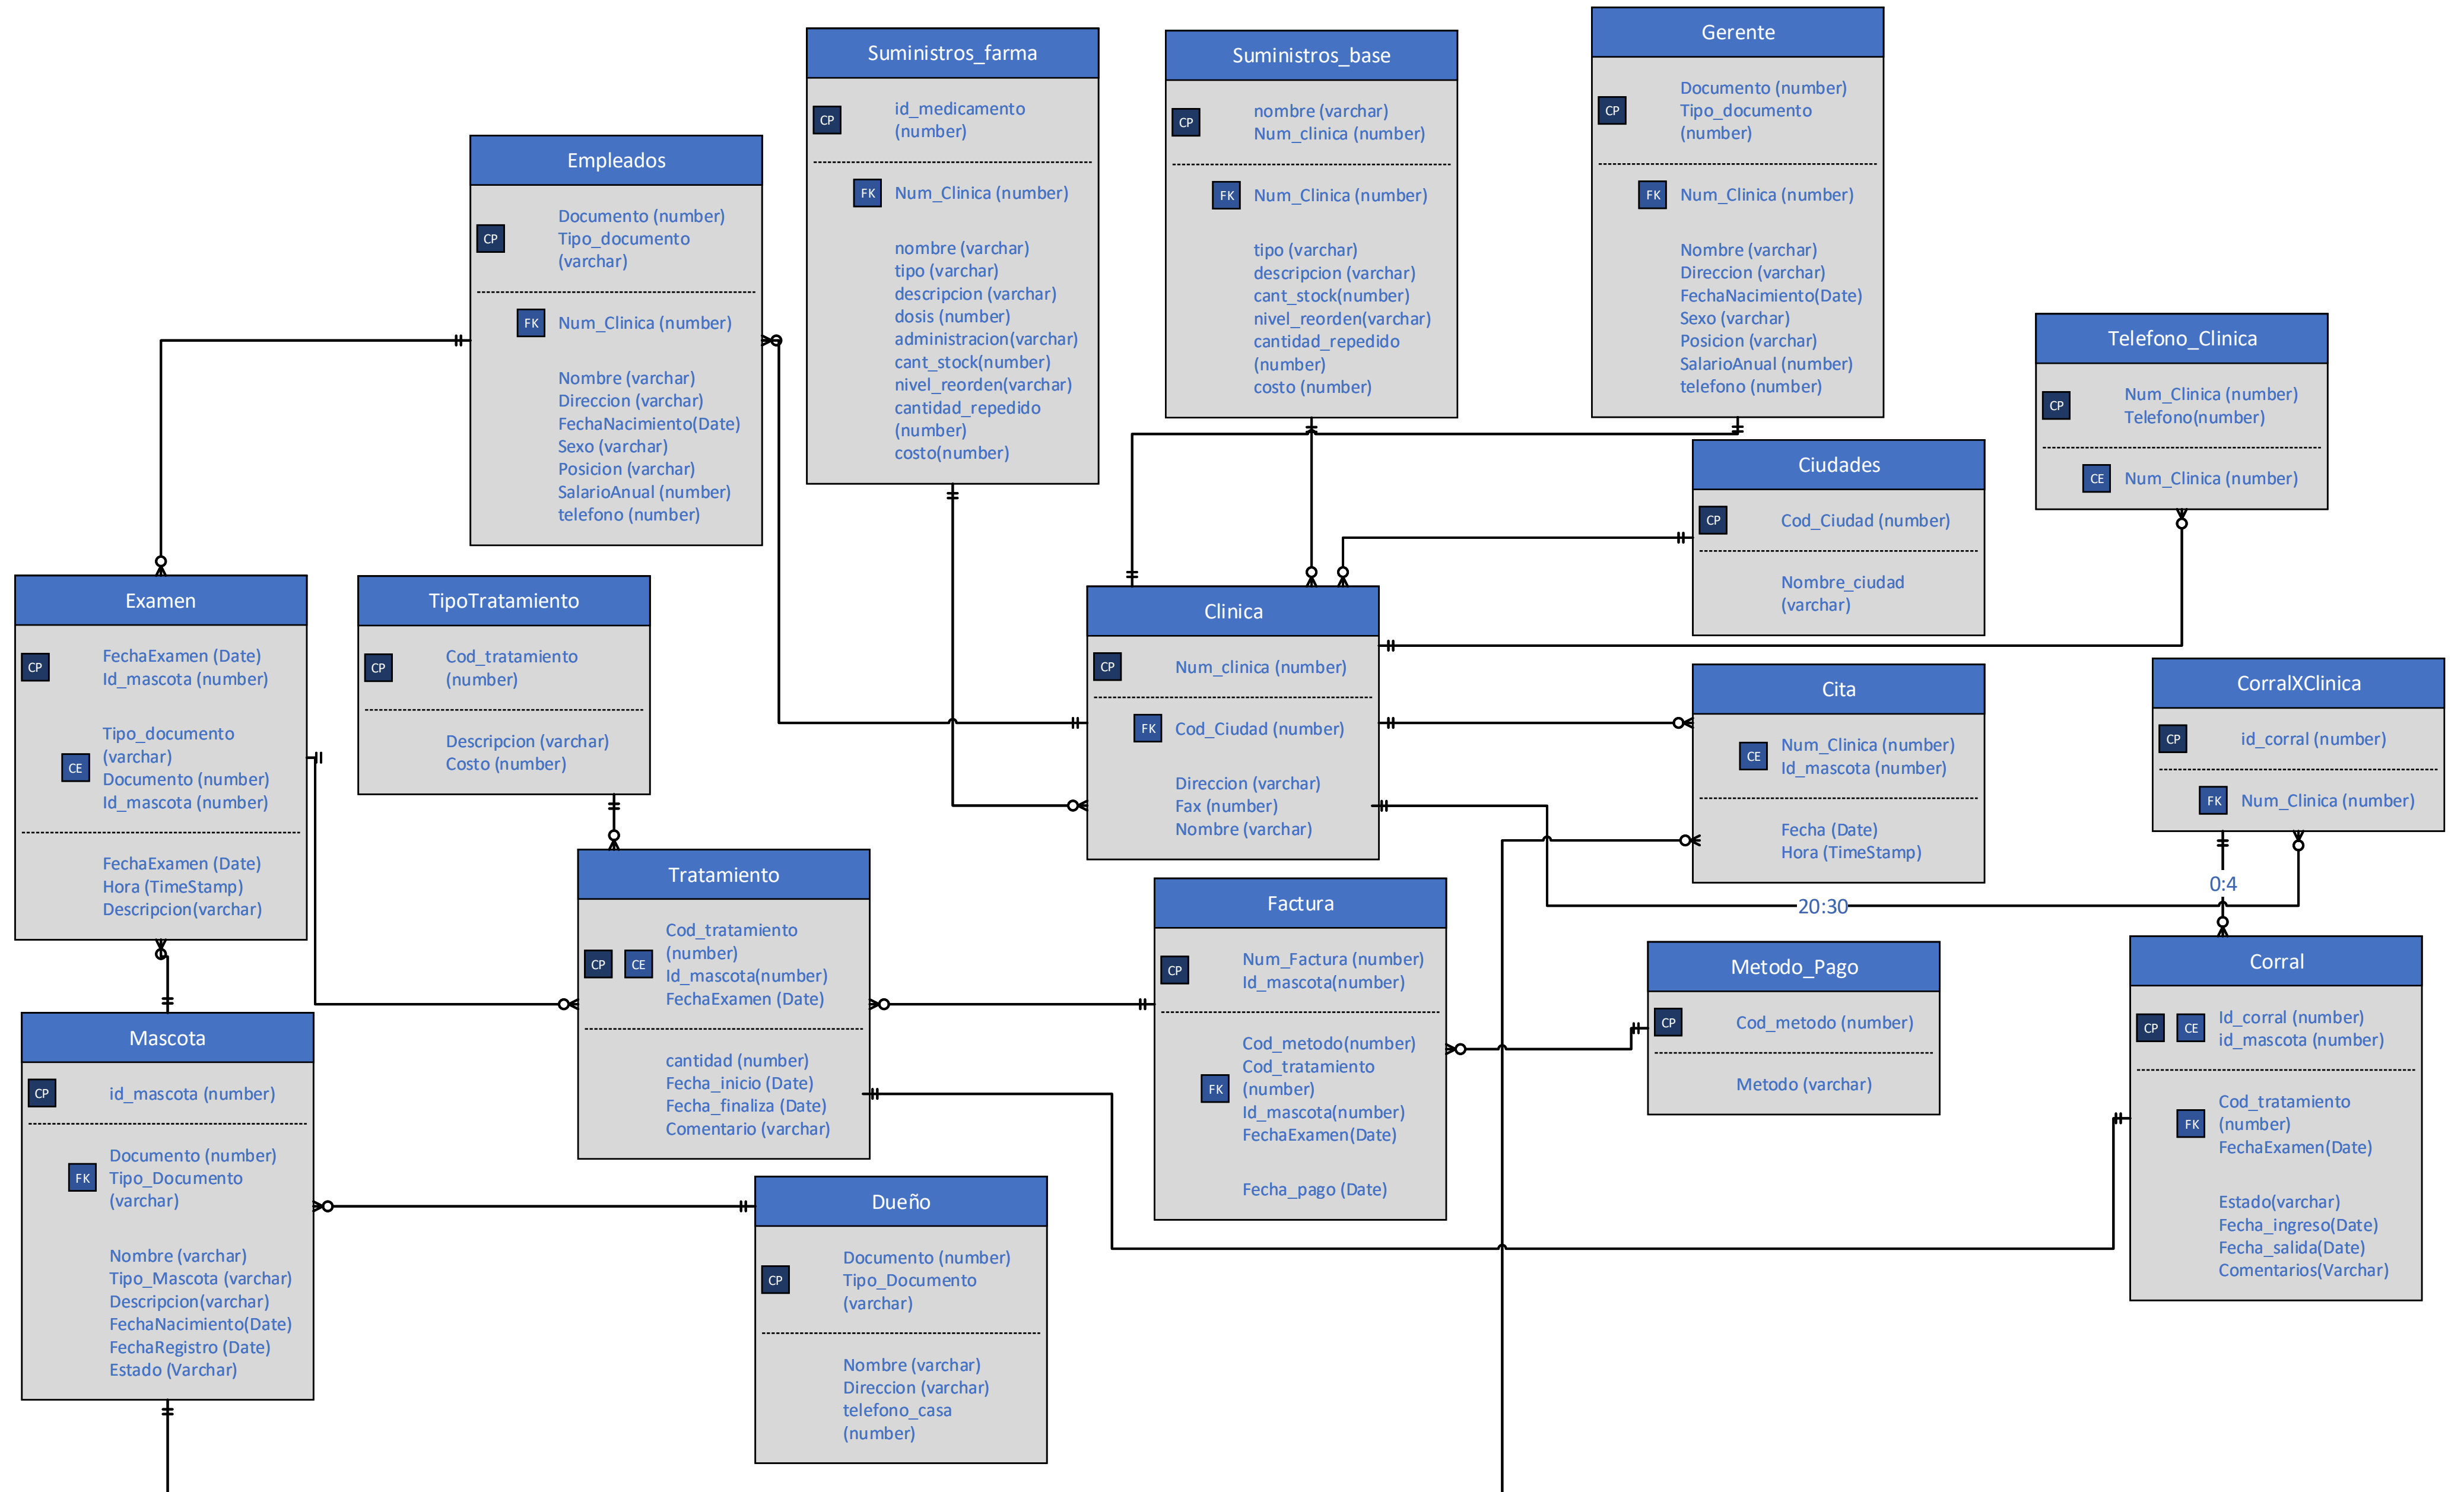 Gerente
CP
Documento (number)
Tipo_documento
(number)
FK
Num_Clinica (number)
Nombre (varchar)
Direccion (varchar)
FechaNacimiento(Date)
Sexo (varchar)
Posicion (varchar)
SalarioAnual (number)
telefono (number)
Suministros_farma
CP
id_medicamento
(number)
FK
Num_Clinica (number)
nombre (varchar)
tipo (varchar)
descripcion (varchar)
dosis (number)
administracion(varchar)
cant_stock(number)
nivel_reorden(varchar)
cantidad_repedido
(number)
costo(number)
Suministros_base
CP
nombre (varchar)
Num_clinica (number)
FK
Num_Clinica (number)
tipo (varchar)
descripcion (varchar)
cant_stock(number)
nivel_reorden(varchar)
cantidad_repedido
(number)
costo (number)
Empleados
CP
Documento (number)
Tipo_documento
(varchar)
FK
Num_Clinica (number)
Nombre (varchar)
Direccion (varchar)
FechaNacimiento(Date)
Sexo (varchar)
Posicion (varchar)
SalarioAnual (number)
telefono (number)
Telefono_Clinica
CP
Num_Clinica (number)
Telefono(number)
CE
Num_Clinica (number)
Ciudades
CP
Cod_Ciudad (number)
Nombre_ciudad
(varchar)
Examen
CP
FechaExamen (Date)
Id_mascota (number)
CE
Tipo_documento
(varchar)
Documento (number)
Id_mascota (number)
FechaExamen (Date)
Hora (TimeStamp)
Descripcion(varchar)
TipoTratamiento
CP
Cod_tratamiento
(number)
Descripcion (varchar)
Costo (number)
Clinica
CP
Num_clinica (number)
FK
Cod_Ciudad (number)
Direccion (varchar)
Fax (number)
Nombre (varchar)
Cita
CE
Num_Clinica (number)
Id_mascota (number)
Fecha (Date)
Hora (TimeStamp)
CorralXClinica
CP
id_corral (number)
FK
Num_Clinica (number)
0:4
20:30
Tratamiento
CP CE
Cod_tratamiento
(number)
Id_mascota(number)
FechaExamen (Date)
cantidad (number)
Fecha_inicio (Date)
Fecha_finaliza (Date)
Comentario (varchar)
Factura
CP
Num_Factura (number)
Id_mascota(number)
FK
Cod_metodo(number)
Cod_tratamiento
(number)
Id_mascota(number)
FechaExamen(Date)
Fecha_pago (Date)
Metodo_Pago
CP
Cod_metodo (number)
Metodo (varchar)
Corral
CP CE
Id_corral (number)
id_mascota (number)
FK
Cod_tratamiento
(number)
FechaExamen(Date)
Estado(varchar)
Fecha_ingreso(Date)
Fecha_salida(Date)
Comentarios(Varchar)
Mascota
CP
id_mascota (number)
FK
Documento (number)
Tipo_Documento
(varchar)
Nombre (varchar)
Tipo_Mascota (varchar)
Descripcion(varchar)
FechaNacimiento(Date)
FechaRegistro (Date)
Estado (Varchar)
Dueño
CP
Documento (number)
Tipo_Documento
(varchar)
Nombre (varchar)
Direccion (varchar)
telefono_casa
(number)